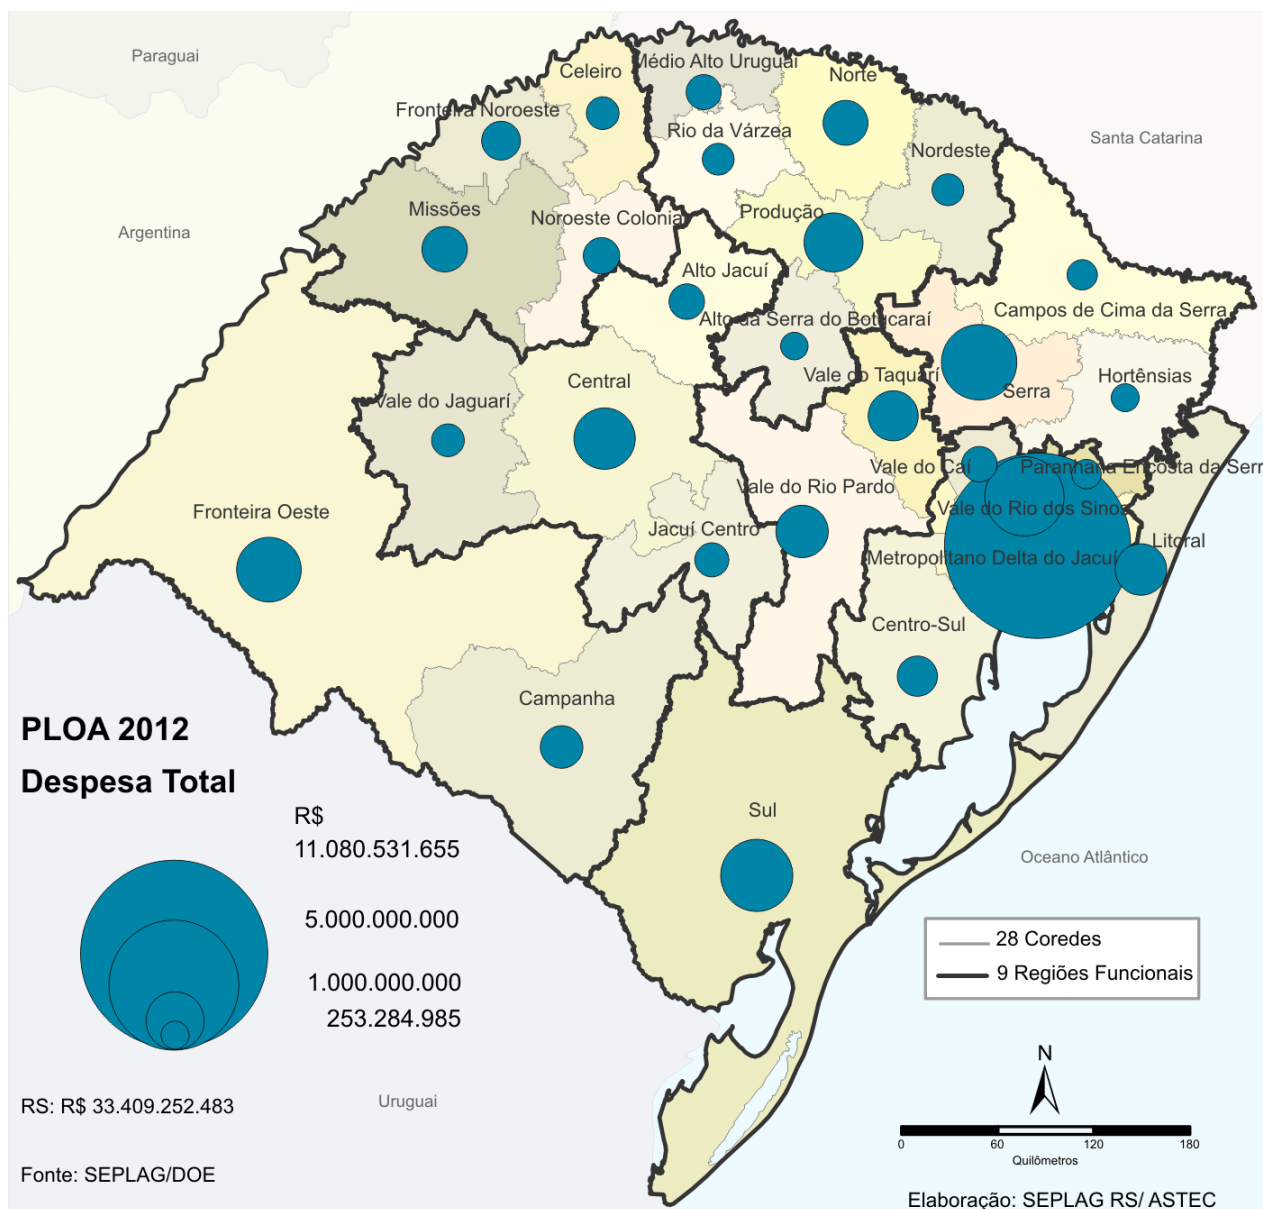 Paraguai
Celeiro
Médio Alto Uruguai
Norte
Fronteira Noroeste
Rio da Várzea
Santa Catarina
Nordeste
Missões
Noroeste Colonia
Produção
Argentina
Alto Jacuí
Campos de Cima da Serra
Alto da Serra do Botucaraí
Central
Vale do Taquarí
Hortênsias
Serra
Vale do Jaguarí
Vale do Caí
Paranhana Encosta da Serr
Vale do Rio Pardo
Vale do Rio dos Sinos
Fronteira Oeste
Jacuí Centro
Litoral
Metropolitano Delta do Jacuí
Centro-Sul
Campanha
PLOA 2012
Despesa Total
Sul
R$
11.080.531.655
Oceano Atlântico
5.000.000.000
28 Coredes
9 Regiões Funcionais
1.000.000.000
253.284.985
N
RS: R$ 33.409.252.483
Uruguai
0 60 120 180
Quilômetros
Fonte: SEPLAG/DOE
Elaboração: SEPLAG RS/ ASTEC